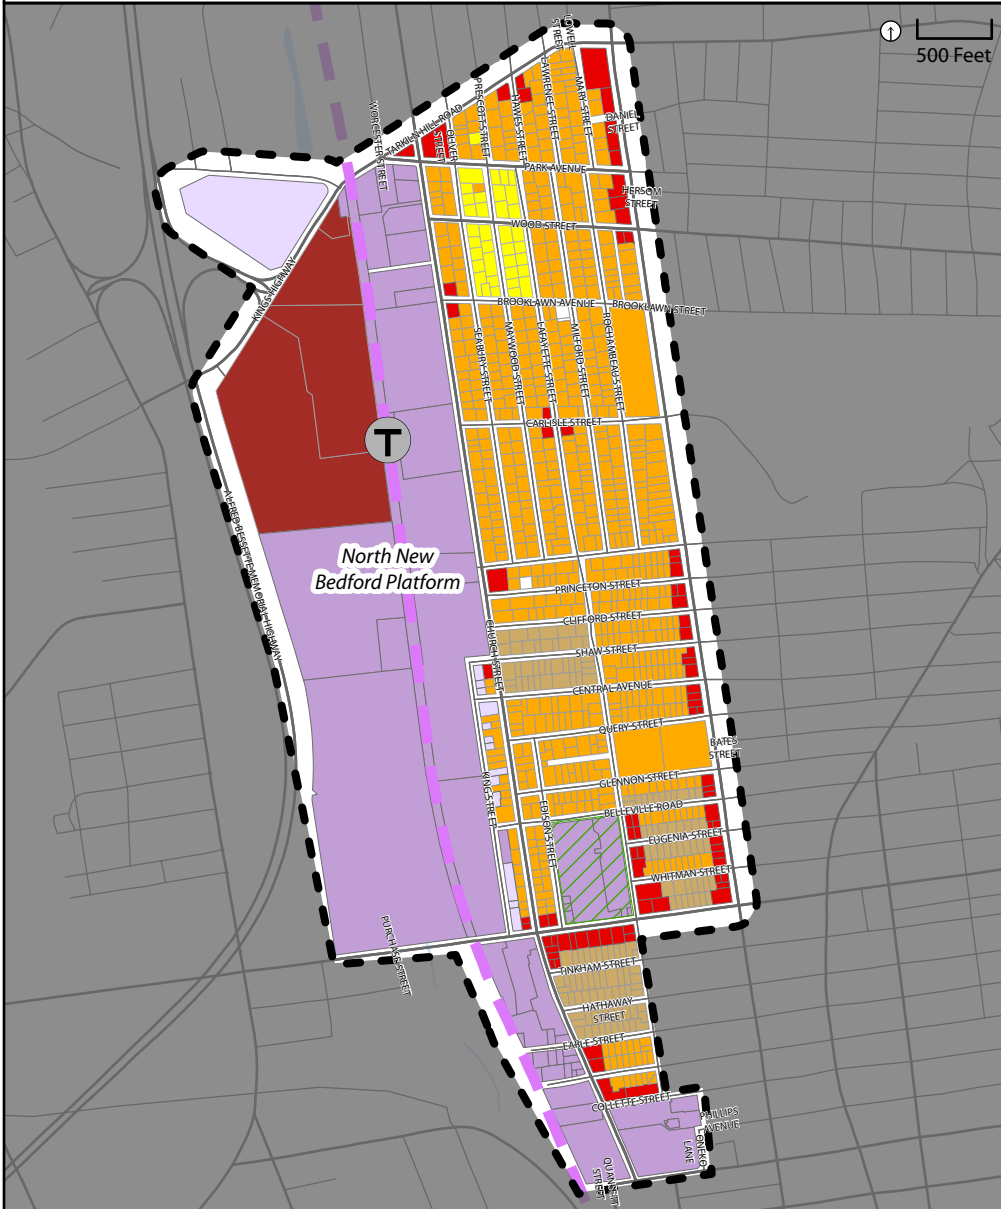 500 Feet
LOWELL
STREET
LAWRENCE STREET
MARY STREET
PRESCOTT STREET
HAWES STREET
DANIEL
STREET
WORCESTER STREET
TARKILN HILL ROAD
OLIVER
STREET
PARK AVENUE
HERSOM
STREET
WOOD STREET
KINGS HIGHWAY
BROOKLAWN AVENUE
BROOKLAWN STREET
SEABURY STREET
MAYWOOD STREET
LAFAYETTE STREET
MILFORD STREET
ROCHAMBEAU STREET
CARLISLE STREET
T
ALFRED BESSETTE MEMORIAL HIGHWAY
North New
Bedford Platform
PRINCETON STREET
CLIFFORD STREET
CHURCH STREET
SHAW STREET
CENTRAL AVENUE
QUERY STREET
BATES
STREET
KING STREET
GLENNON STREET
EDISON STREET
BELLEVILLE ROAD
EUGENIA STREET
WHITMAN STREET
PURCHASE STREET
TINKHAM STREET
HATHAWAY
STREET
EARLE STREET
COLLETTE STREET
PHILLIPS
AVENUE
LONEKO
LANE
QUANSETT
STREET